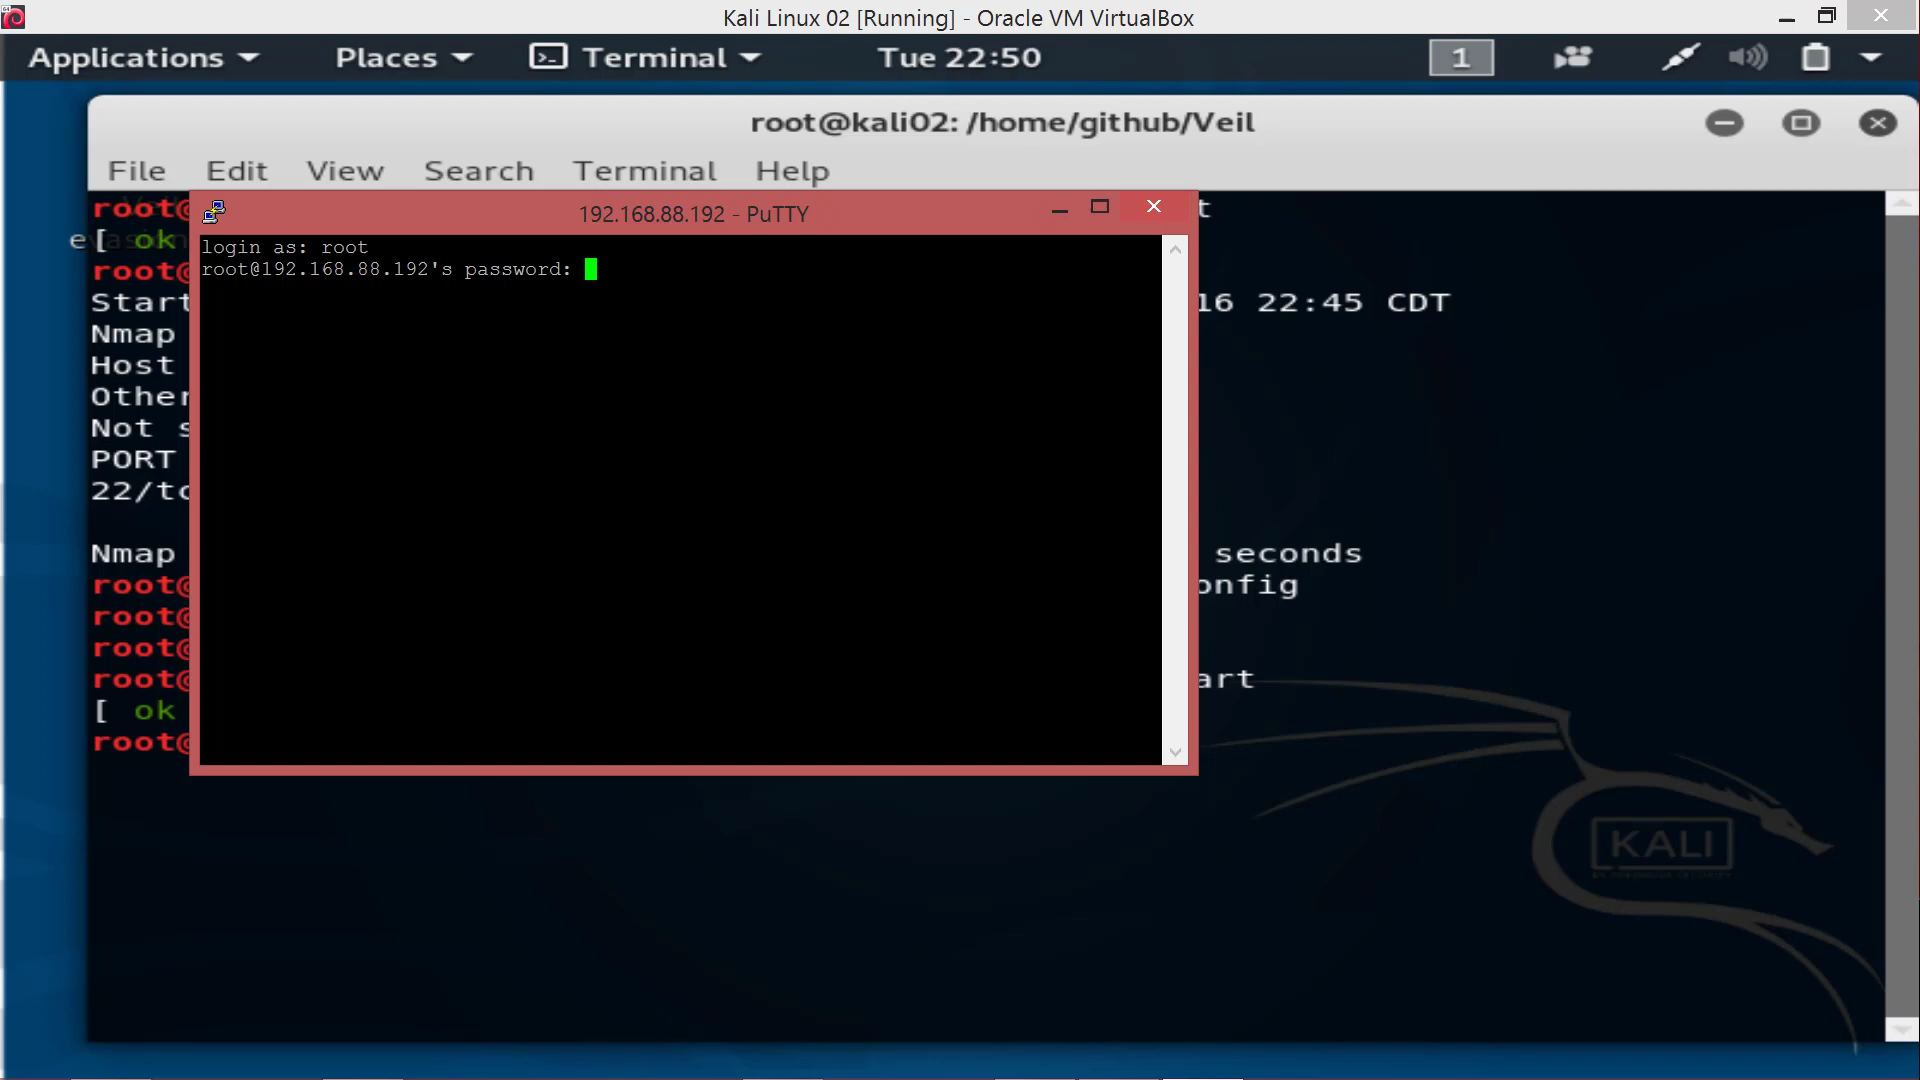 Kali Linux 02 [Running] - Oracle VM VirtualBox
Applications Places Terminal Tue 22:50 1
root@kali02: /home/github/Veil
File Edit View Search Terminal Help
192.168.88.192 - PuTTY
login as: root
root@192.168.88.192's password:
root@ t
[ ok
root@
Start 16 22:45 CDT
Nmap
Host
Other
Not s
PORT
22/tc
Nmap seconds
root@ onfig
root@
root@
root@ art
[ ok
root@
KALI